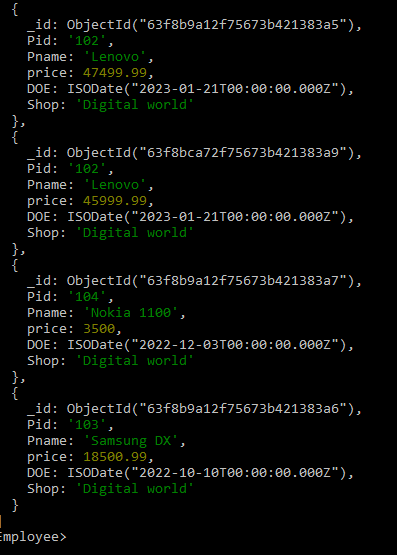 {
_id: ObjectId("63f8b9a12f75673b421383a5"),
Pid: '102',
Pname: 'Lenovo',
price: 47499.99,
DOE: ISODate("2023-01-21T00:00:00.000Z"),
Shop: 'Digital world'
},
{
_id: ObjectId("63f8bca72f75673b421383a9"),
Pid: '102',
Pname: 'Lenovo',
price: 45999.99,
DOE: ISODate("2023-01-21T00:00:00.000Z"),
Shop: 'Digital world'
},
{
_id: ObjectId("63f8b9a12f75673b421383a7"),
Pid: '104',
Pname: 'Nokia 1100',
price: 3500,
DOE: ISODate("2022-12-03T00:00:00.000Z"),
Shop: 'Digital world'
},
{
_id: ObjectId("63f8b9a12f75673b421383a6"),
Pid: '103',
Pname: 'Samsung DX',
price: 18500.99,
DOE: ISODate("2022-10-10T00:00:00.000Z"),
Shop: 'Digital world'
}
]
Employee>